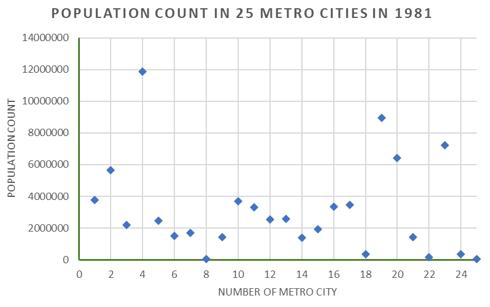 POPULATION COUNT IN 25 METRO CITIES IN 1981
14000000
12000000
10000000
8000000
6000000
4000000
2000000
0
POPULATION COUNT
0 2 4 6 8 10 12 14 16 18 20 22 24
NUMBER OF METRO CITY